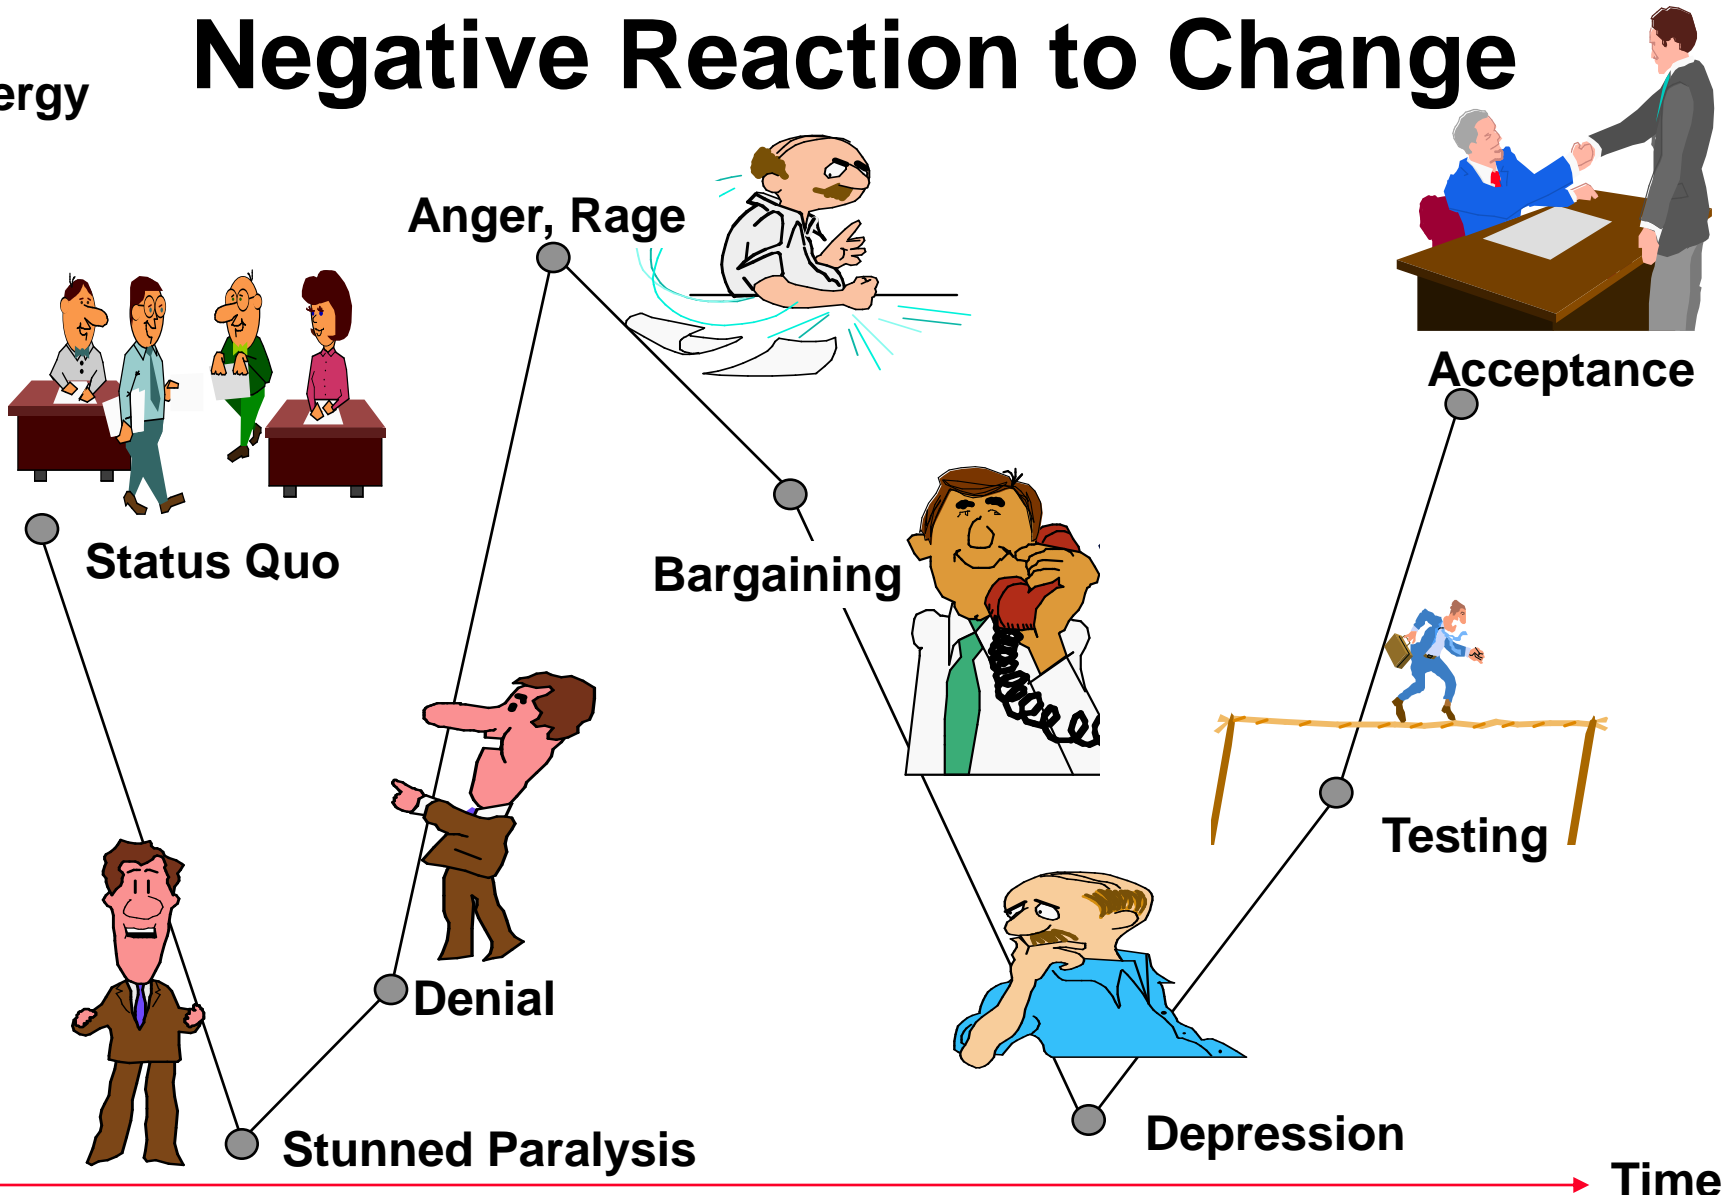 Negative Reaction to Change
ergy
Anger, Rage
Acceptance
Status Quo
Bargaining
Testing
Denial
Depression
Stunned Paralysis
Time